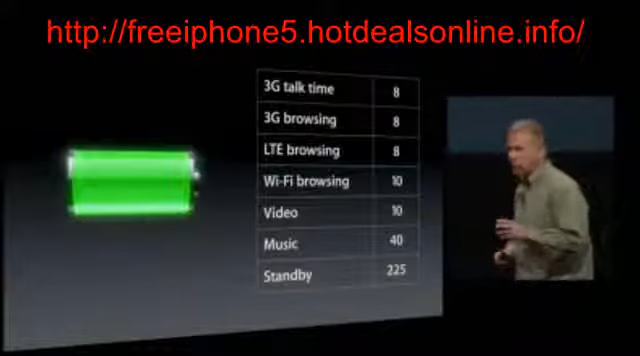 http://freeiphone5.hotdealsonline.info/
3G talk time 8
3G browsing 8
LTE browsing 8
Wi-Fi browsing 10
Video 10
Music 40
Standby 225